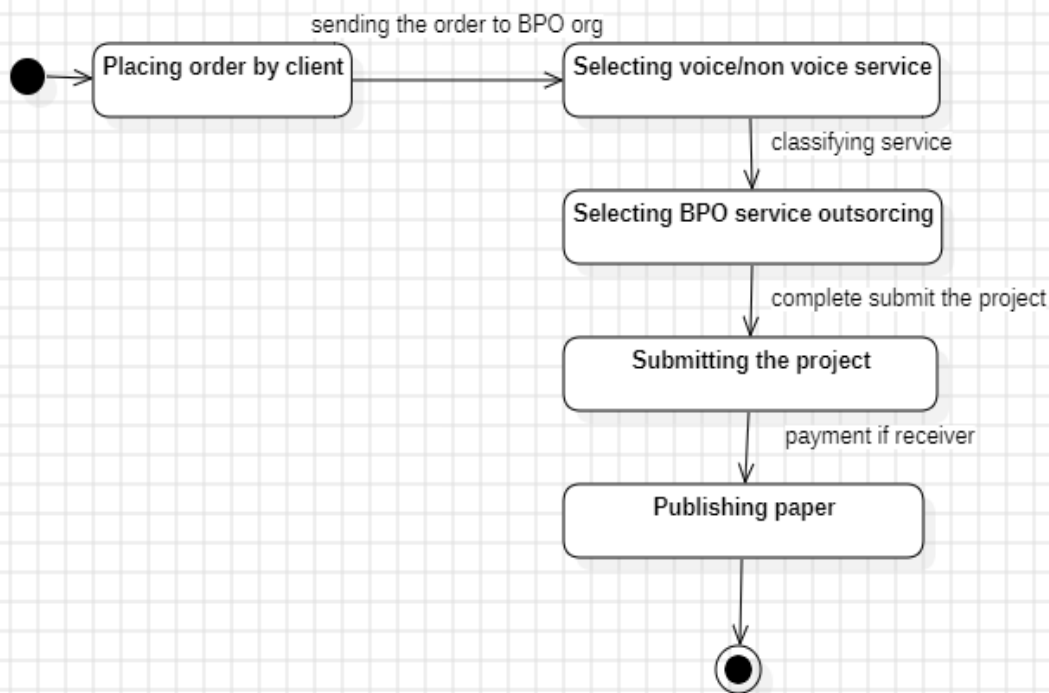 sending the order to BPO org
Placing order by client
Selecting voice/non voice service
classifying service
Selecting BPO service outsorcing
complete submit the project
Submitting the project
payment if receiver
Publishing paper